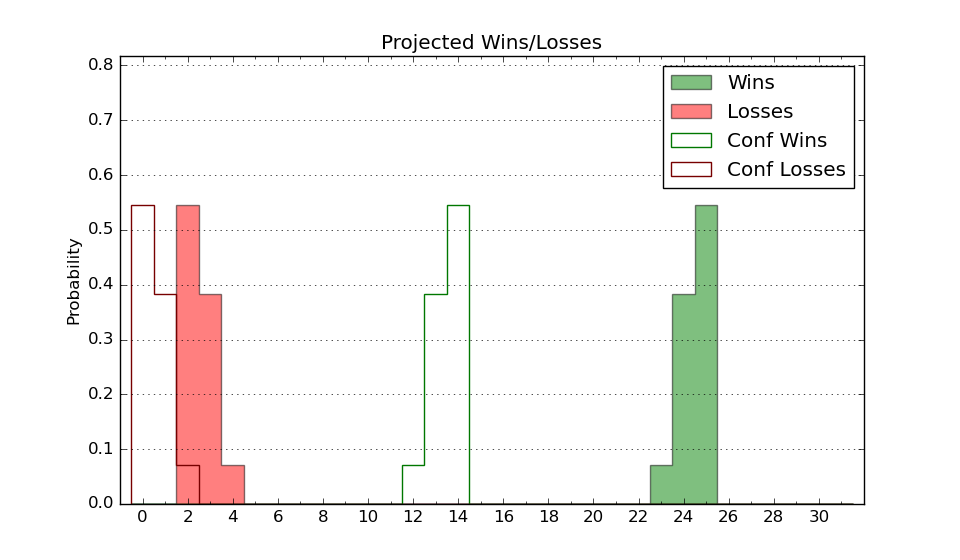 Projected Wins/Losses
0.8
0.7
0.6
0.5
0.4
0.3
0.2
0.1
0.0
Probability
Wins
Losses
Conf Wins
Conf Losses
0 2 4 6 8 10 12 14 16 18 20 22 24 26 28 30